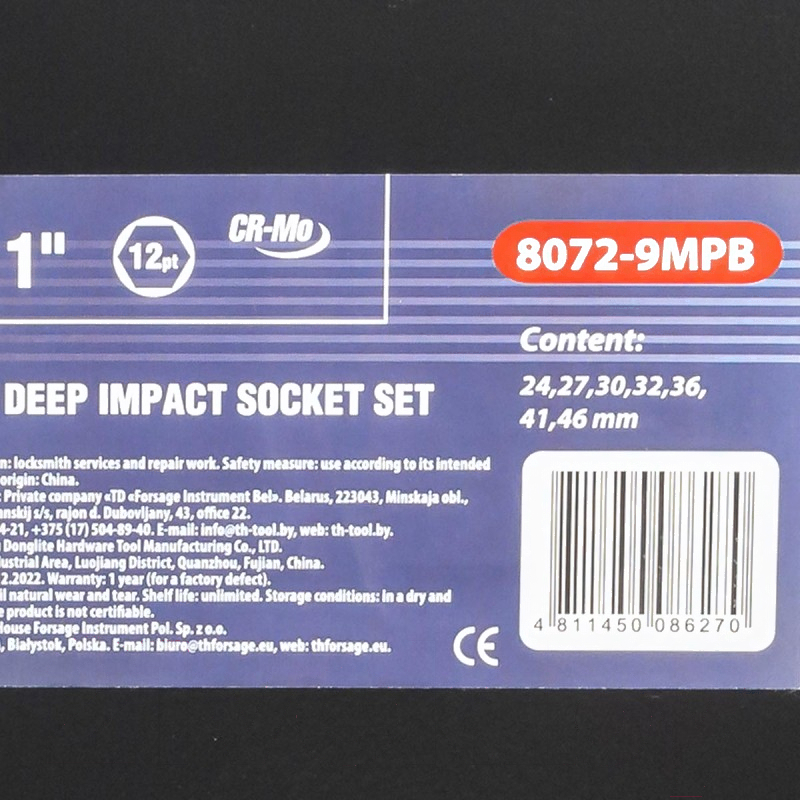 1"
12pt
CR-Mo
8072-9MPB
Content:
24,27,30,32,36,
41,46 mm
DEEP IMPACT SOCKET SET
n: locksmith services and repair work. Safety measure: use according to its intended
origin: China.
: Private company «TD «Forsage Instrument Bel». Belarus, 223043, Minskaja obl.,
anskij s/s, rajon d. Dubovljany, 43, office 22.
4-21, +375 (17) 504-89-40. E-mail: info@th-tool.by, web: th-tool.by.
Donglite Hardware Tool Manufacturing Co., LTD.
dustrial Area, Luojiang District, Quanzhou, Fujian, China.
2.2022. Warranty: 1 year (for a factory defect).
il natural wear and tear. Shelf life: unlimited. Storage conditions: in a dry and
e product is not certifiable.
House Forsage Instrument Pol. Sp. z o.o.
, Białystok, Polska. E-mail: biuro@thforsage.eu, web: thforsage.eu.
CE
4 811450 086270